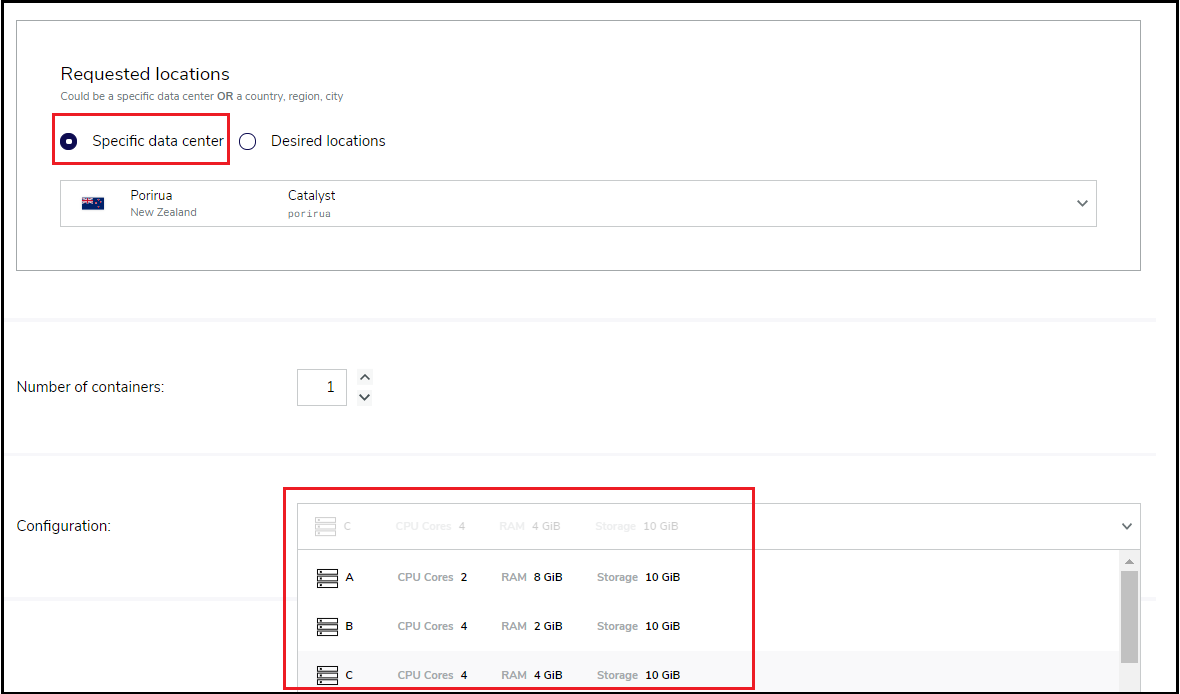 Requested locations
Could be a specific data center OR a country, region, city
Specific data center Desired locations
Porirua Catalyst
New Zealand porirua
Number of containers: 1
Configuration: C CPU Cores 4 RAM 4 GiB Storage 10 GiB
A CPU Cores 2 RAM 8 GiB Storage 10 GiB
B CPU Cores 4 RAM 2 GiB Storage 10 GiB
C CPU Cores 4 RAM 4 GiB Storage 10 GiB